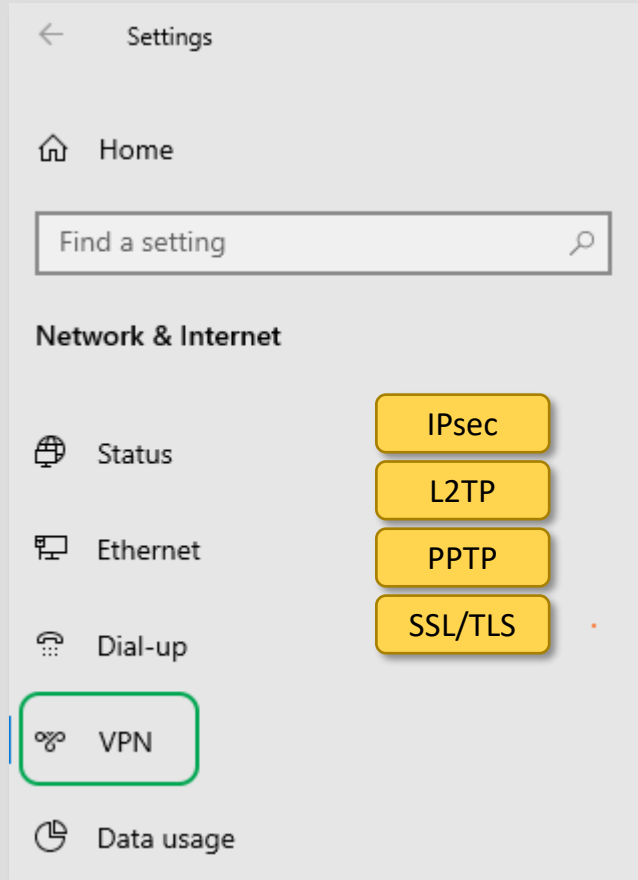 Settings
Home
Find a setting
Network & Internet
IPsec
Status
L2TP
Ethernet
PPTP
SSL/TLS
Dial-up
VPN
Data usage